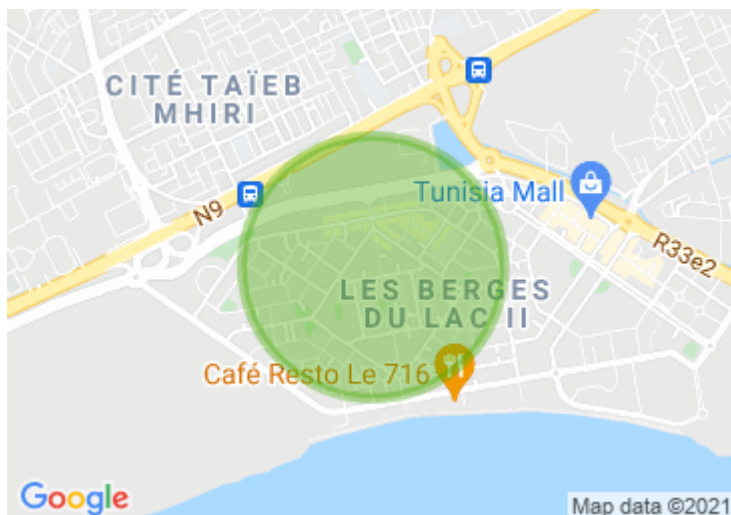 CITÉ TAÏEB
MHIRI
N9
Tunisia Mall
R33e2
LES BERGES
DU LAC II
Café Resto Le 716
Google
Map data ©2021